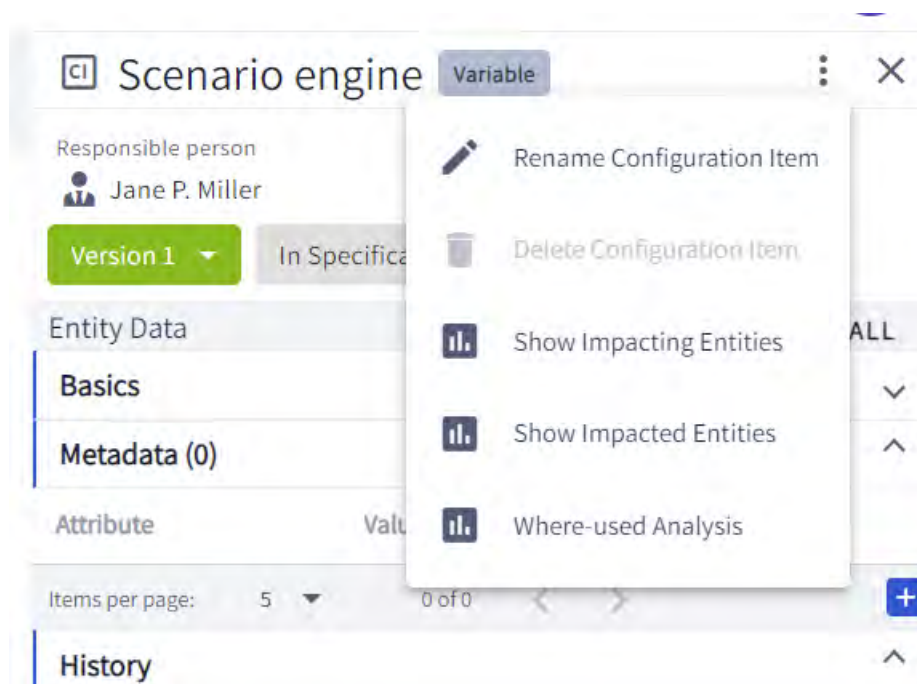 CI Scenario engine Variable
Responsible person
Jane P. Miller
Version 1 In Specifica
Entity Data ALL
Basics
Metadata (0)
Attribute Valu
Items per page: 5 0 of 0
History
Rename Configuration Item
Delete Configuration Item
Show Impacting Entities
Show Impacted Entities
Where-used Analysis